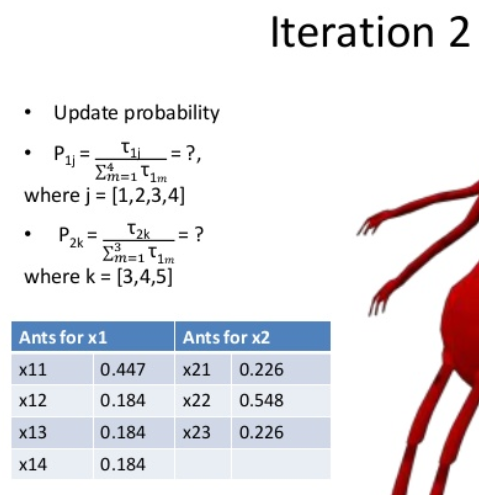 Iteration 2
• Update probability
• P1j = τ1j / ∑m=1^4 τ1m = ?,
where j = [1,2,3,4]
• P2k = τ2k / ∑m=1^3 τ1m = ?
where k = [3,4,5]
Ants for x1 Ants for x2
x11 0.447 x21 0.226
x12 0.184 x22 0.548
x13 0.184 x23 0.226
x14 0.184